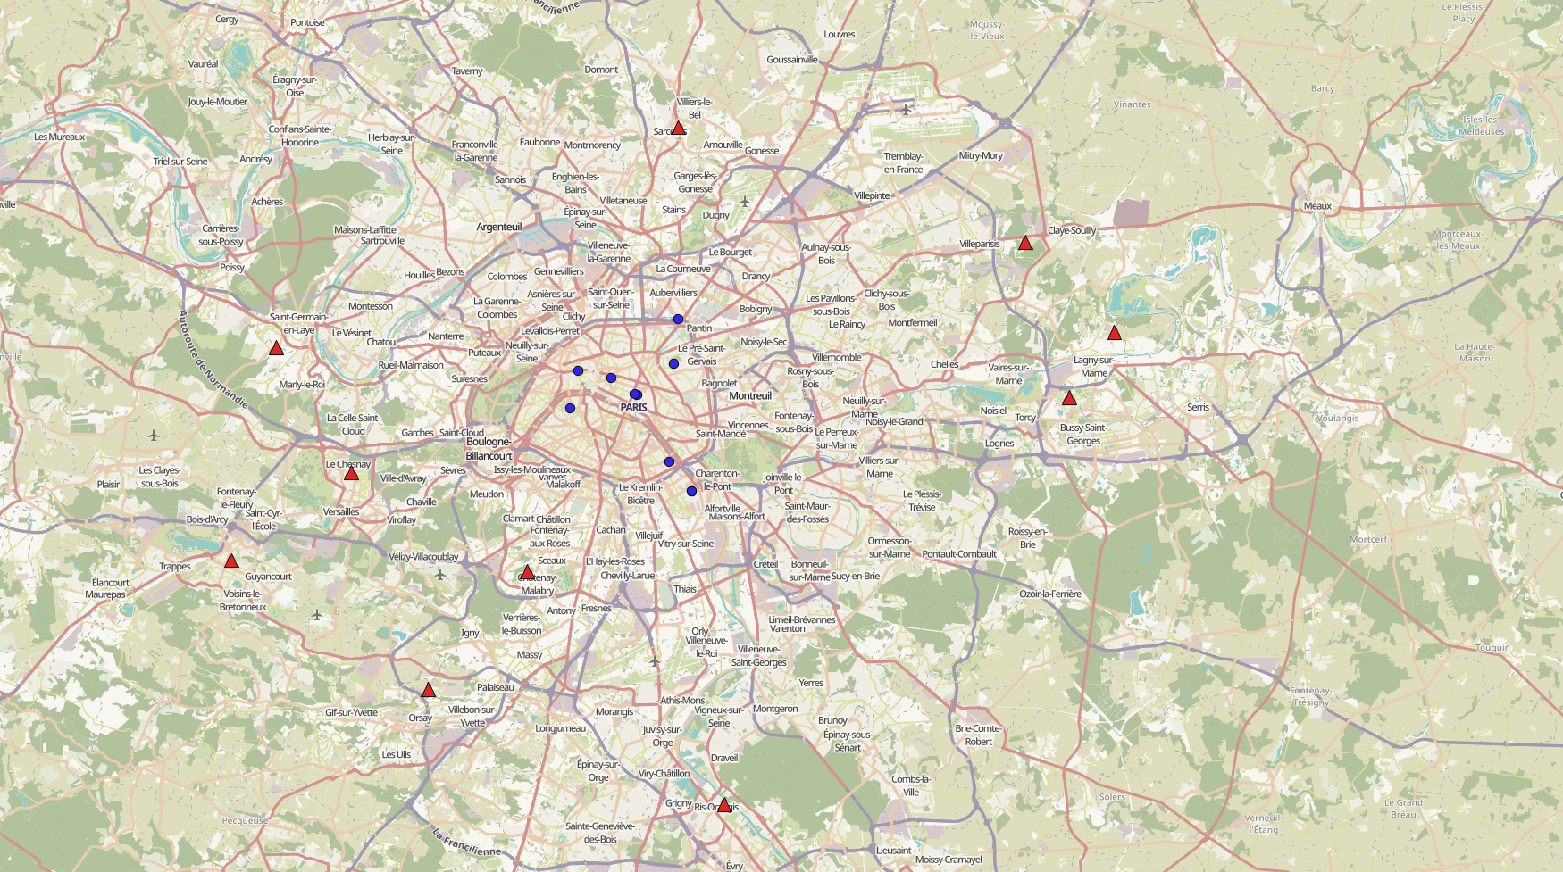 Francilienne
Le Plessis-
Placy
Cergy
Pontoise
Louvres
Moussy-
le-Vieux
Vauréal
Taverny
Domont
Goussainville
Éragny-sur-
Oise
Barcy
Jouy-le-Moutier
Villiers-le-
Bel
Vinantes
Isles-les-
Meldeuses
Conflans-Sainte-
Honorine
Les Mureaux
Herblay-sur-
Seine
Franconville
-la-Garenne
Eaubonne
Montmorency
Arnouville
Gonesse
Andrésy
Triel-sur-Seine
Tremblay-
en-France
Mitry-Mory
Sannois
Enghien-les-
Bains
Garges-lès-
Gonesse
Villepinte
Achères
Villetaneuse
Meaux
Épinay-sur-
Seine
Stains
Dugny
Carrières-
sous-Poissy
Maisons-Laffitte
Sartrouville
Argenteuil
Villeparisis
Claye-Souilly
Montceaux-
lès-Meaux
Villeneuve-
la-Garenne
Le Bourget
Aulnay-sous-
Bois
Poissy
Houilles
Bezons
Colombes
Gennevilliers
La Courneuve
Drancy
Asnières-sur-
Seine
Saint-Ouen-
sur-Seine
Aubervilliers
Clichy-sous-
Bois
Montesson
La Garenne-
Colombes
Clichy
Bobigny
Les Pavillons-
sous-Bois
Saint-Germain-
en-Laye
Le Vésinet
Chatou
Nanterre
Levallois-Perret
Pantin
Le Raincy
Montfermeil
Autoroute de Normandie
Puteaux
Neuilly-sur-
Seine
Le Pré-Saint-
Gervais
Noisy-le-Sec
Villemomble
La Haute-
Maison
Rueil-Malmaison
Suresnes
Rosny-sous-
Bois
Chelles
Vaires-sur-
Marne
Lagny-sur-
Marne
Marly-le-Roi
Bagnolet
Montreuil
PARIS
Neuilly-sur-
Marne
Noisiel
Torcy
Serris
La Celle-Saint-
Cloud
Fontenay-
sous-Bois
Noisy-le-Grand
Voulangis
Garches
Saint-Cloud
Boulogne-
Billancourt
Saint-Mandé
Vincennes
Le Perreux-
sur-Marne
Lognes
Bussy-Saint-
Georges
Le Chesnay
Les Clayes-
sous-Bois
Plaisir
Sèvres
Issy-les-Moulineaux
Vanves
Malakoff
Villiers-sur-
Marne
Ville-d'Avray
Charenton-
le-Pont
Joinville-le-
Pont
Fontenay-
le-Fleury
Meudon
Le Kremlin-
Bicêtre
Le Plessis-
Trévise
Chaville
Versailles
Viroflay
Bois-d'Arcy
Saint-Cyr-
l'École
Alfortville
Maisons-Alfort
Saint-Maur-
des-Fossés
Clamart
Châtillon
Fontenay-
aux-Roses
Cachan
Villejuif
Vitry-sur-Seine
Roissy-en-
Brie
Mortcerf
Ormesson-
sur-Marne
Pontault-Combault
Vélizy-Villacoublay
Trappes
Sceaux
L'Haÿ-les-Roses
Chevilly-Larue
Créteil
Bonneuil-
sur-Marne
Sucy-en-Brie
Guyancourt
Élancourt
Maurepas
Châtenay-
Malabry
Thiais
Voisins-le-
Bretonneux
Ozoir-la-Ferrière
Antony
Fresnes
Verrières-
le-Buisson
Limeil-Brévannes
Valenton
Igny
Orly
Villeneuve-
le-Roi
Villeneuve-
Saint-Georges
Touquin
Massy
Yerres
Palaiseau
Fontenay-
Trésigny
Gif-sur-Yvette
Orsay
Villebon-sur-
Yvette
Athis-Mons
Vigneux-sur-
Seine
Montgeron
Morangis
Brunoy
Épinay-sous-
Sénart
Brie-Comte-
Robert
Longjumeau
Juvisy-sur-
Orge
Les Ulis
Draveil
Épinay-sur-
Orge
Viry-Châtillon
Combs-la-
Ville
Grigny
Ris-Orangis
Solers
Le Grand
Bréau
Pecqueuse
Sainte-Geneviève-
des-Bois
Verneuil-
l'Étang
La Francilienne
Évry
Lieusaint
Moissy-Cramayel